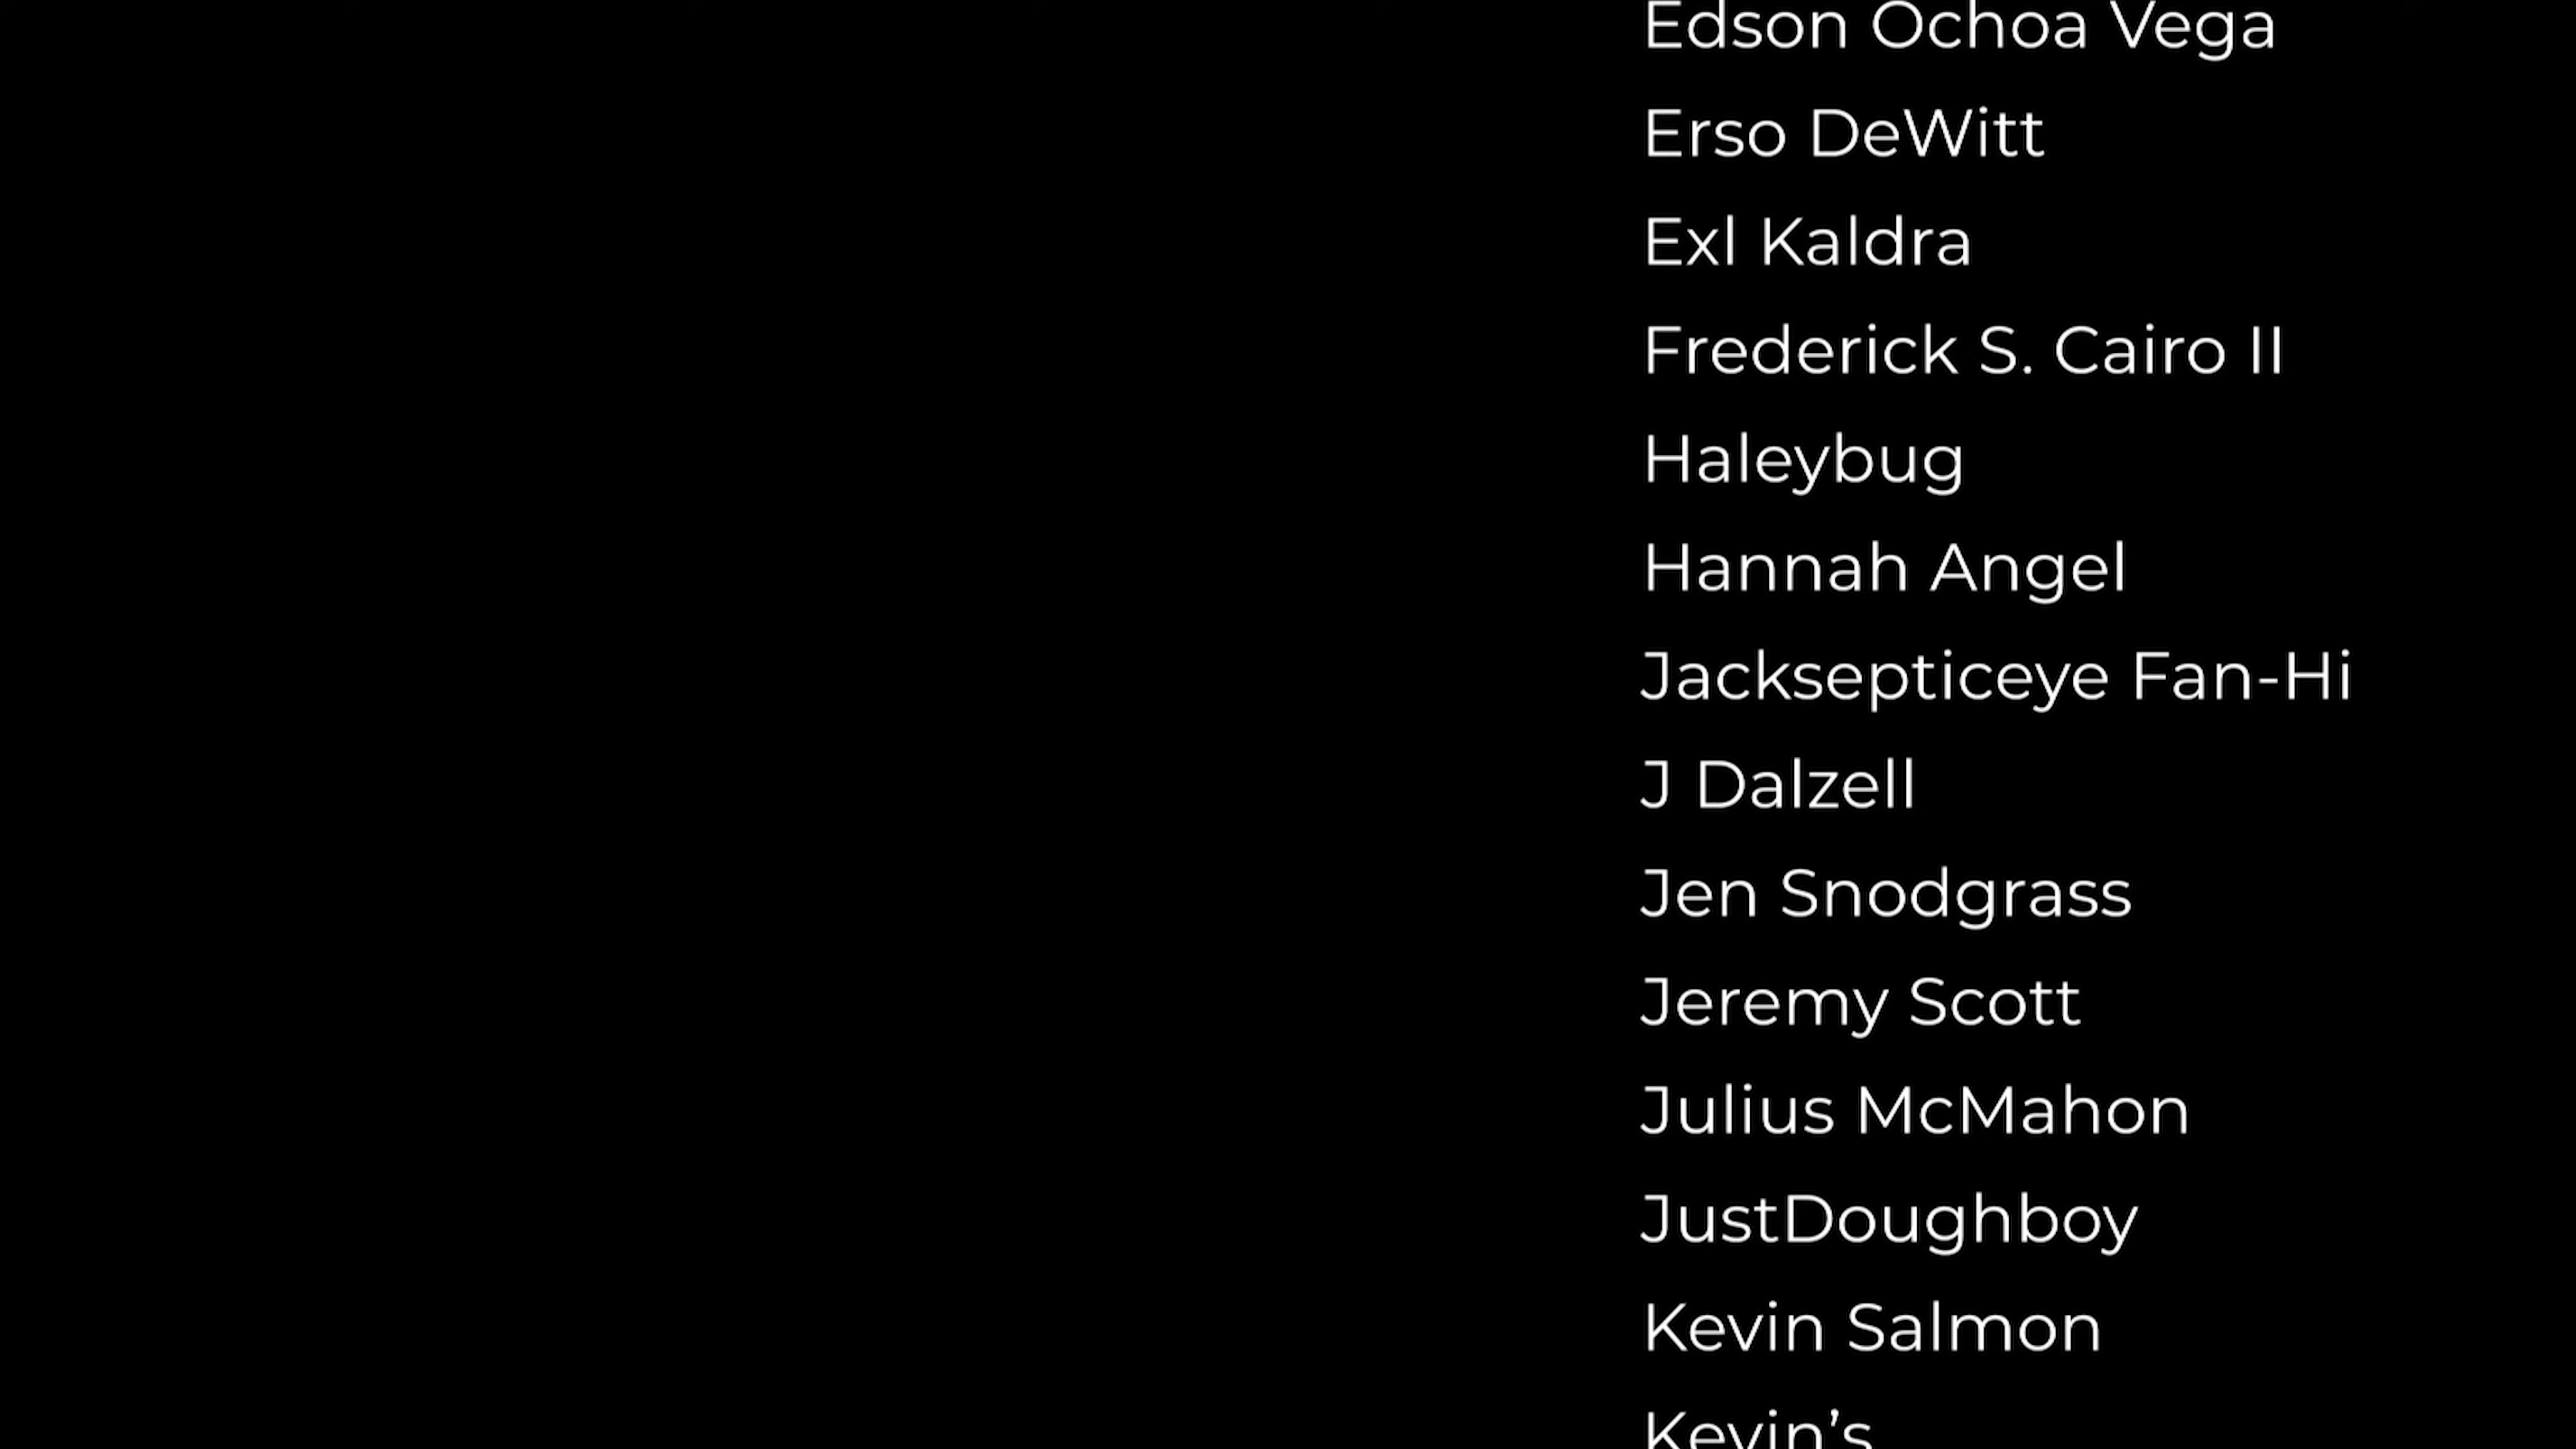 Edson Ochoa Vega
Erso DeWitt
Exl Kaldra
Frederick S. Cairo II
Haleybug
Hannah Angel
Jacksepticeye Fan-Hi
J Dalzell
Jen Snodgrass
Jeremy Scott
Julius McMahon
JustDoughboy
Kevin Salmon
Kevin’s